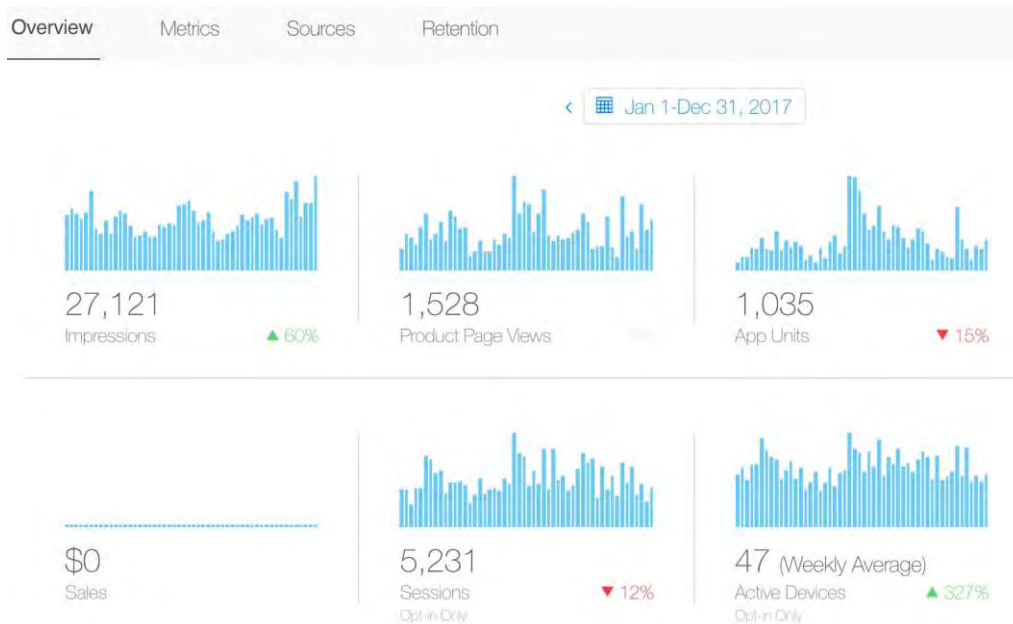 Overview Metrics Sources Retention
Jan 1-Dec 31, 2017
27,121
Impressions ▲ 60%
1,528
Product Page Views
1,035
App Units ▼ 15%
$0
Sales
5,231
Sessions ▼ 12%
Opt-in Only
47 (Weekly Average)
Active Devices ▲ 327%
Opt-in Only